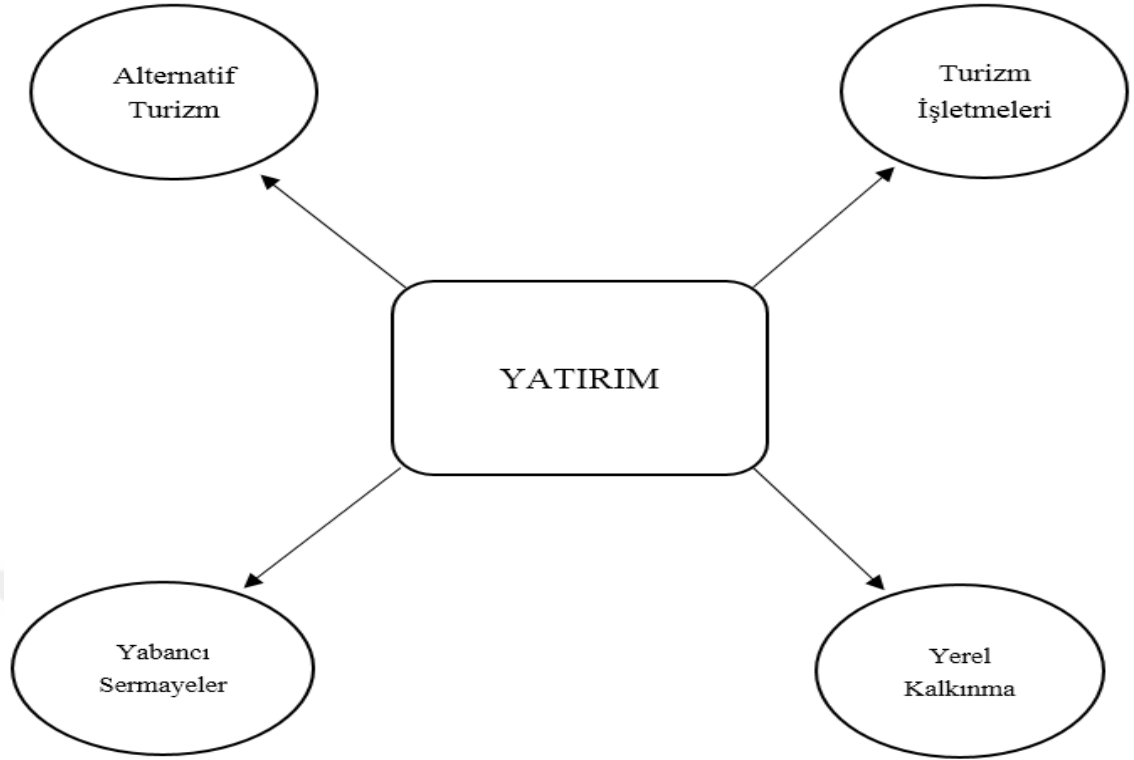 Alternatif
Turizm
Turizm
İşletmeleri
YATIRIM
Yabancı
Sermayeler
Yerel
Kalkınma